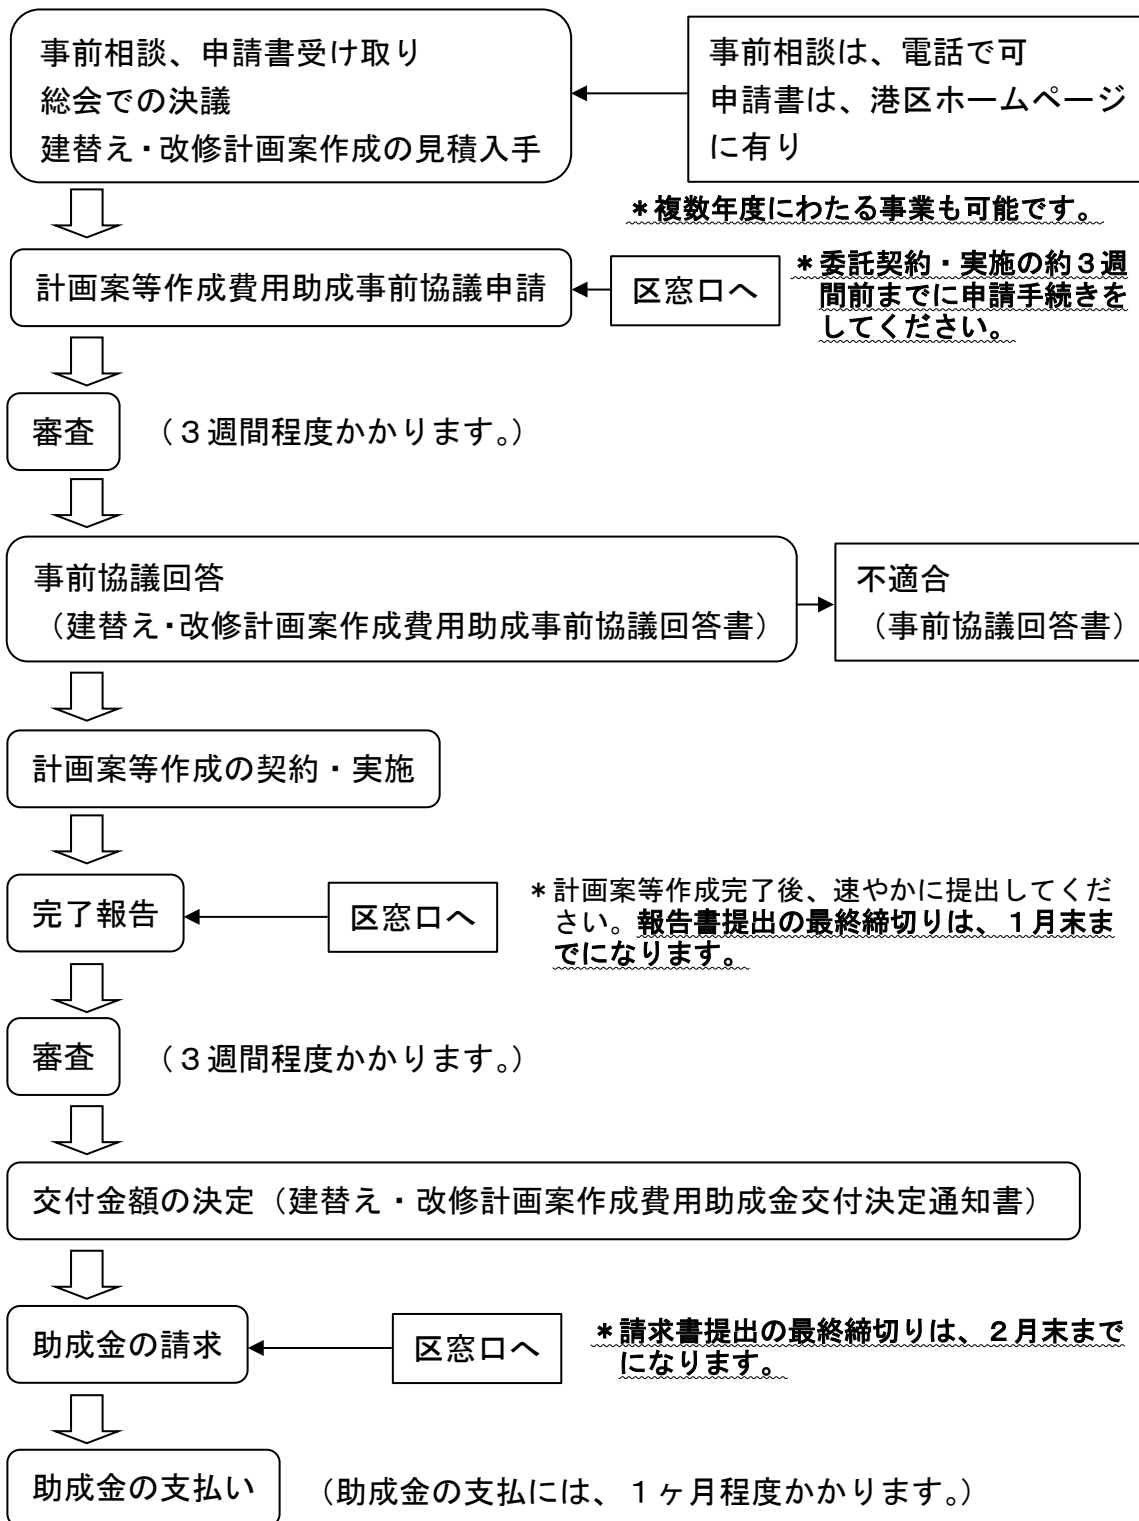 事前相談、申請書受け取り
総会での決議
建替え・改修計画案作成の見積入手
事前相談は、電話で可
申請書は、港区ホームページ
に有り
＊複数年度にわたる事業も可能です。
計画案等作成費用助成事前協議申請
区窓口へ
＊委託契約・実施の約３週
間前までに申請手続きを
してください。
審査
（３週間程度かかります。）
事前協議回答
（建替え・改修計画案作成費用助成事前協議回答書）
不適合
（事前協議回答書）
計画案等作成の契約・実施
完了報告
区窓口へ
＊計画案等作成完了後、速やかに提出してくだ
さい。報告書提出の最終締切りは、１月末ま
でになります。
審査
（３週間程度かかります。）
交付金額の決定（建替え・改修計画案作成費用助成金交付決定通知書）
助成金の請求
区窓口へ
＊請求書提出の最終締切りは、２月末まで
になります。
助成金の支払い
（助成金の支払には、１ヶ月程度かかります。）